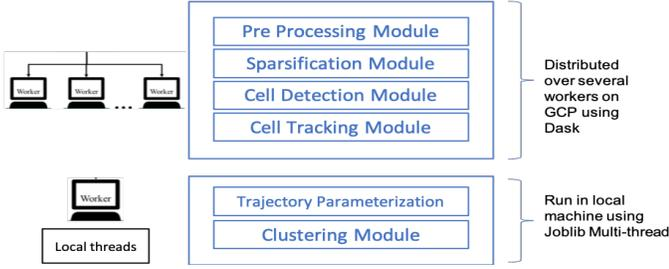 Pre Processing Module
Sparsification Module
Cell Detection Module
Cell Tracking Module
Worker
Worker
...
Worker
Distributed
over several
workers on
GCP using
Dask
Worker
Local threads
Trajectory Parameterization
Clustering Module
Run in local
machine using
Joblib Multi-thread